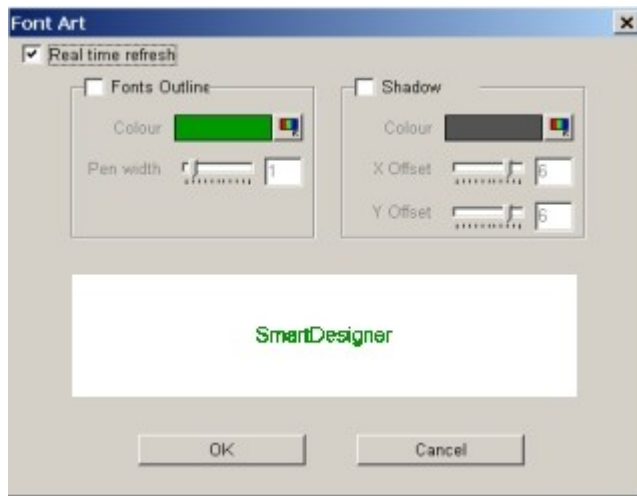 Font Art
Real time refresh
Fonts Outline
Colour
Pen width
1
Shadow
Colour
X Offset
6
Y Offset
6
SmartDesigner
OK
Cancel